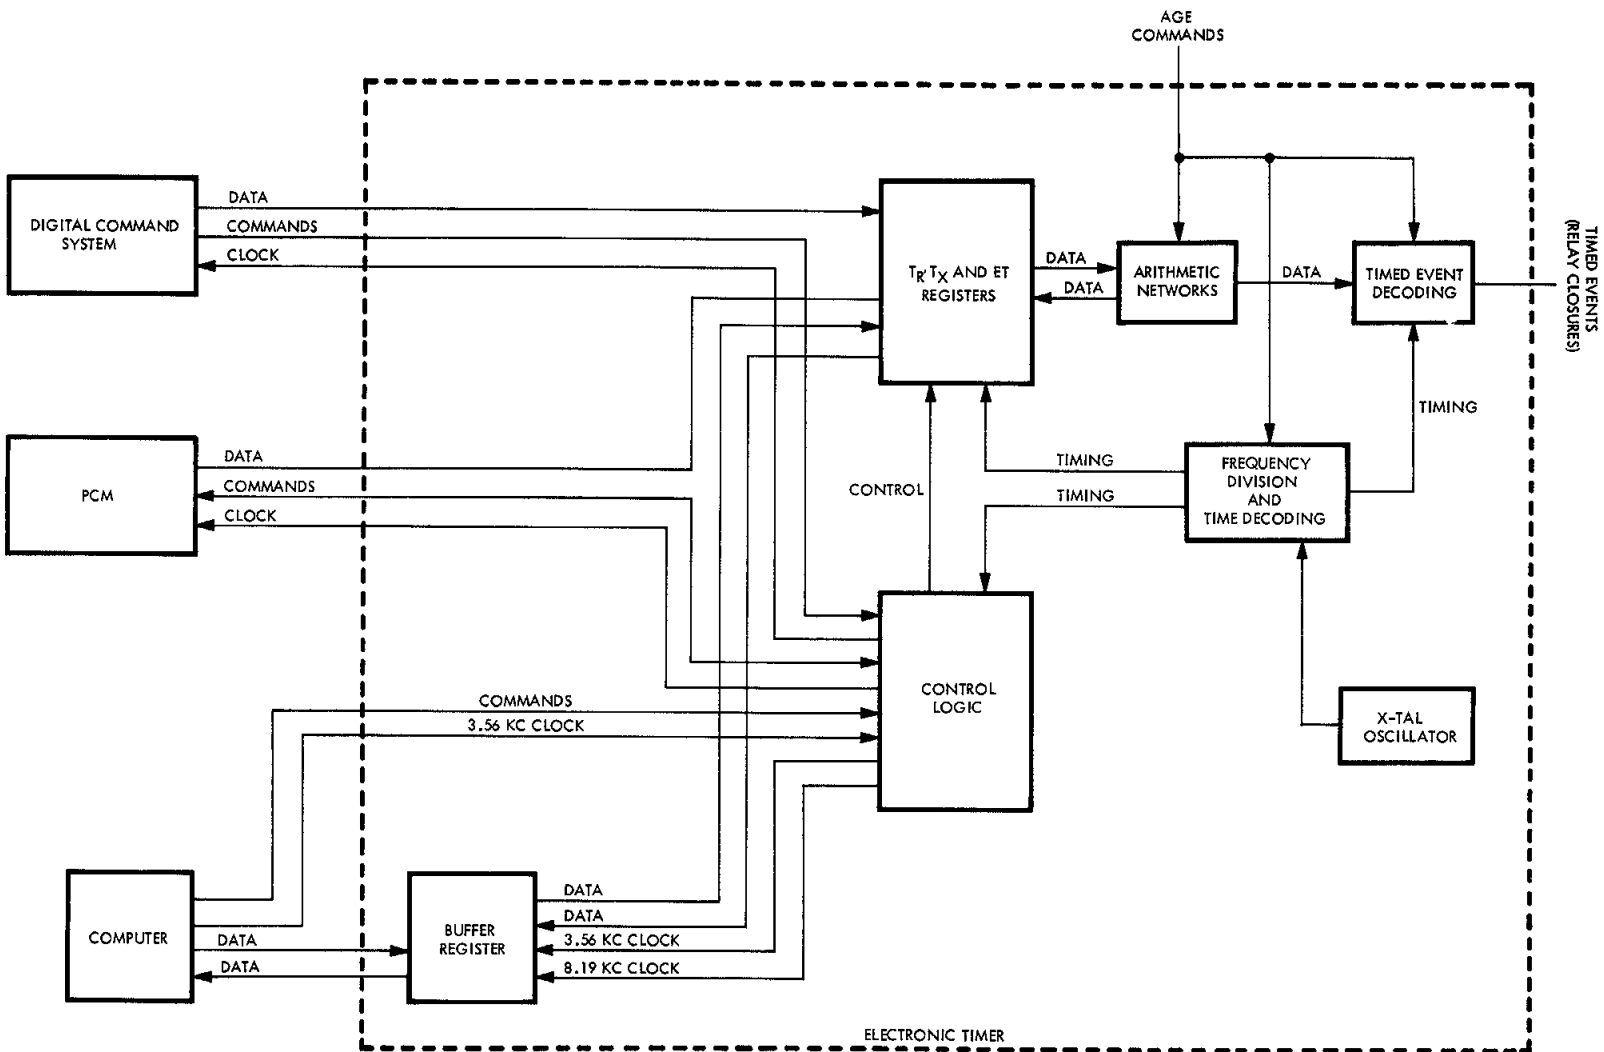 AGE
COMMANDS
DIGITAL COMMAND
SYSTEM
DATA
COMMANDS
CLOCK
TR, TX AND ET
REGISTERS
DATA
DATA
ARITHMETIC
NETWORKS
DATA
TIMED EVENT
DECODING
TIMED EVENTS
(RELAY CLOSURES)
TIMING
PCM
DATA
COMMANDS
CLOCK
CONTROL
TIMING
TIMING
FREQUENCY
DIVISION
AND
TIME DECODING
CONTROL
LOGIC
X-TAL
OSCILLATOR
COMMANDS
3.56 KC CLOCK
COMPUTER
DATA
DATA
BUFFER
REGISTER
DATA
DATA
3.56 KC CLOCK
8.19 KC CLOCK
ELECTRONIC TIMER